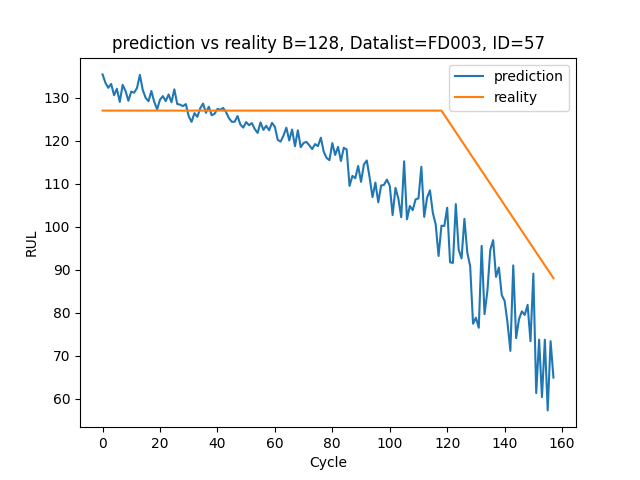 prediction vs reality B=128, Datalist=FD003, ID=57
prediction
reality
RUL
130
120
110
100
90
80
70
60
0 20 40 60 80 100 120 140 160
Cycle